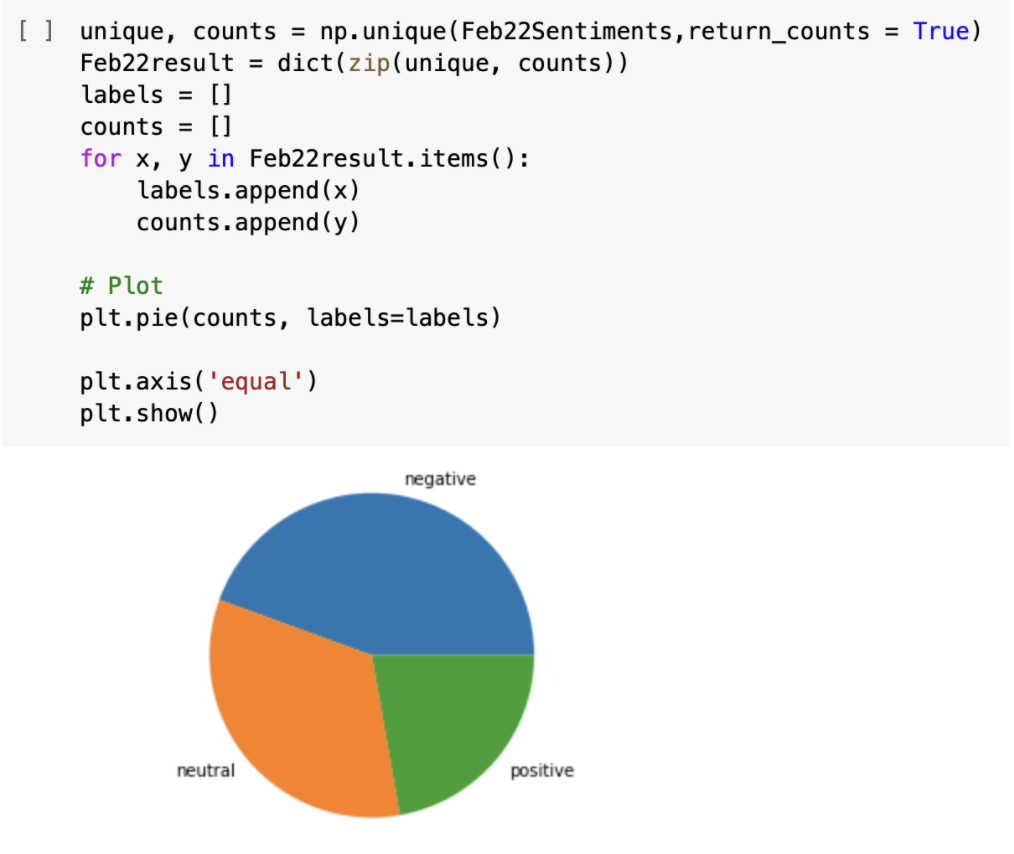 [ ] unique, counts = np.unique(Feb22Sentiments,return_counts = True)
Feb22result = dict(zip(unique, counts))
labels = []
counts = []
for x, y in Feb22result.items():
    labels.append(x)
    counts.append(y)
# Plot
plt.pie(counts, labels=labels)
plt.axis('equal')
plt.show()
negative
neutral
positive